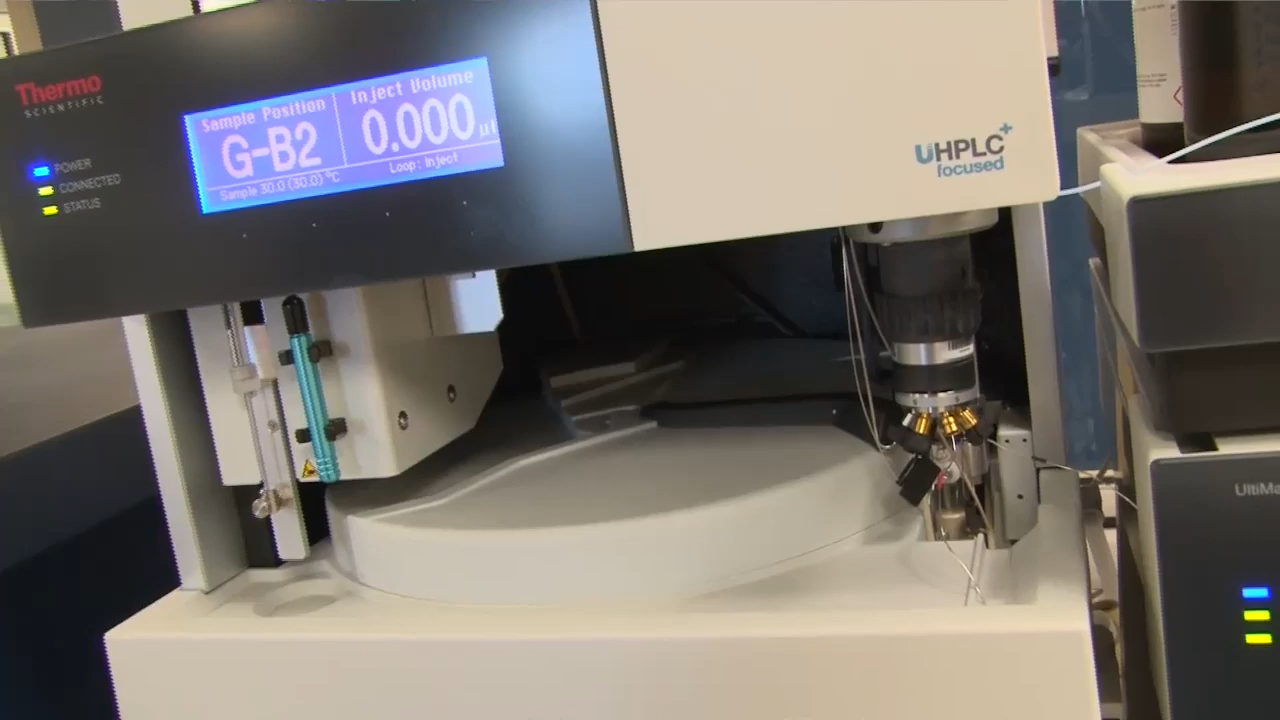 Thermo
SCIENTIFIC
POWER
CONNECTED
STATUS
Sample Position
G-B2
Sample 30.0 (30.0) °C
Inject Volume
0.000 µl
Loop: Inject
UHPLC+
focused
UltiMa